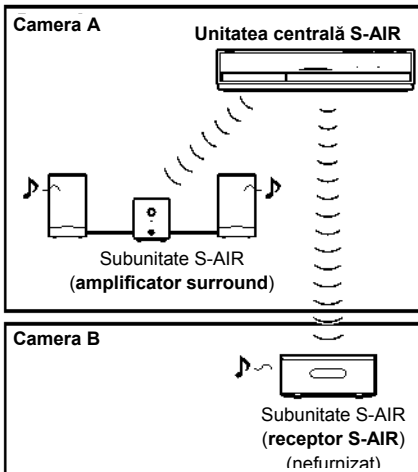 Camera A
Unitatea centrală S-AIR
Subunitate S-AIR
(amplificator surround)
Camera B
Subunitate S-AIR
(receptor S-AIR)
(nefurnizat)